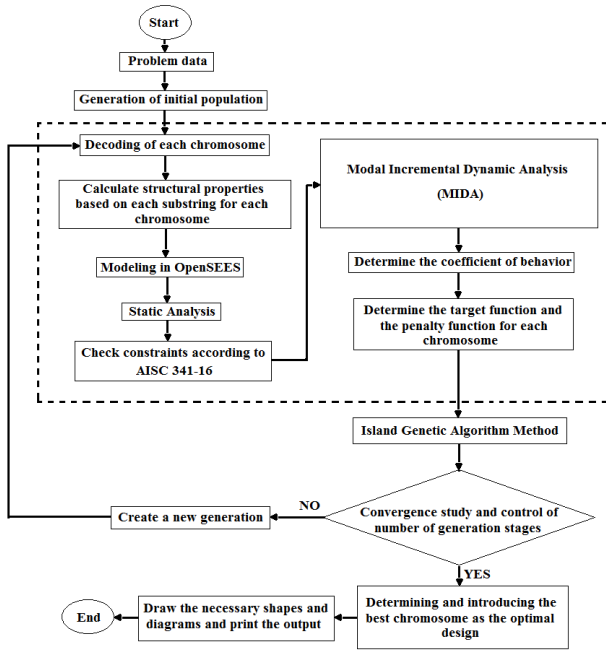 Start
Problem data
Generation of initial population
Decoding of each chromosome
Calculate structural properties
based on each substring for each
chromosome
Modeling in OpenSEES
Static Analysis
Check constraints according to
AISC 341-16
Modal Incremental Dynamic Analysis
(MIDA)
Determine the coefficient of behavior
Determine the target function and
the penalty function for each
chromosome
Island Genetic Algorithm Method
Convergence study and control of
number of generation stages
NO
Create a new generation
YES
Determining and introducing the
best chromosome as the optimal
design
Draw the necessary shapes and
diagrams and print the output
End